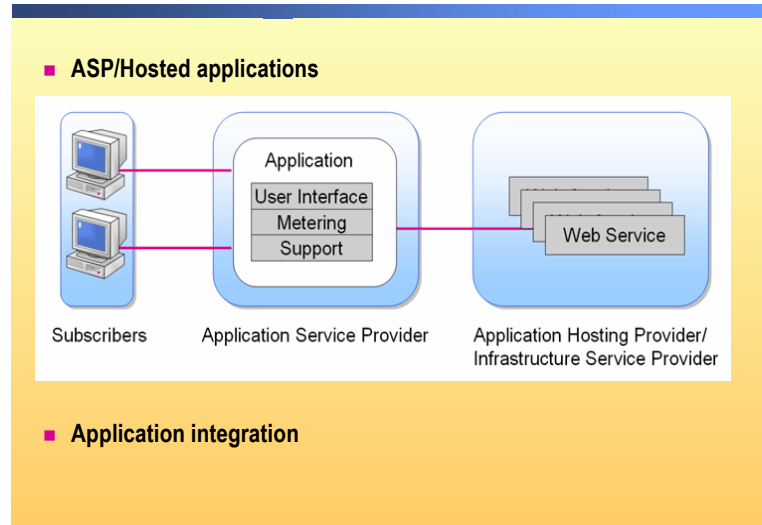 ASP/Hosted applications
Application
User Interface
Metering
Support
Web Service
Subscribers
Application Service Provider
Application Hosting Provider/
Infrastructure Service Provider
Application integration